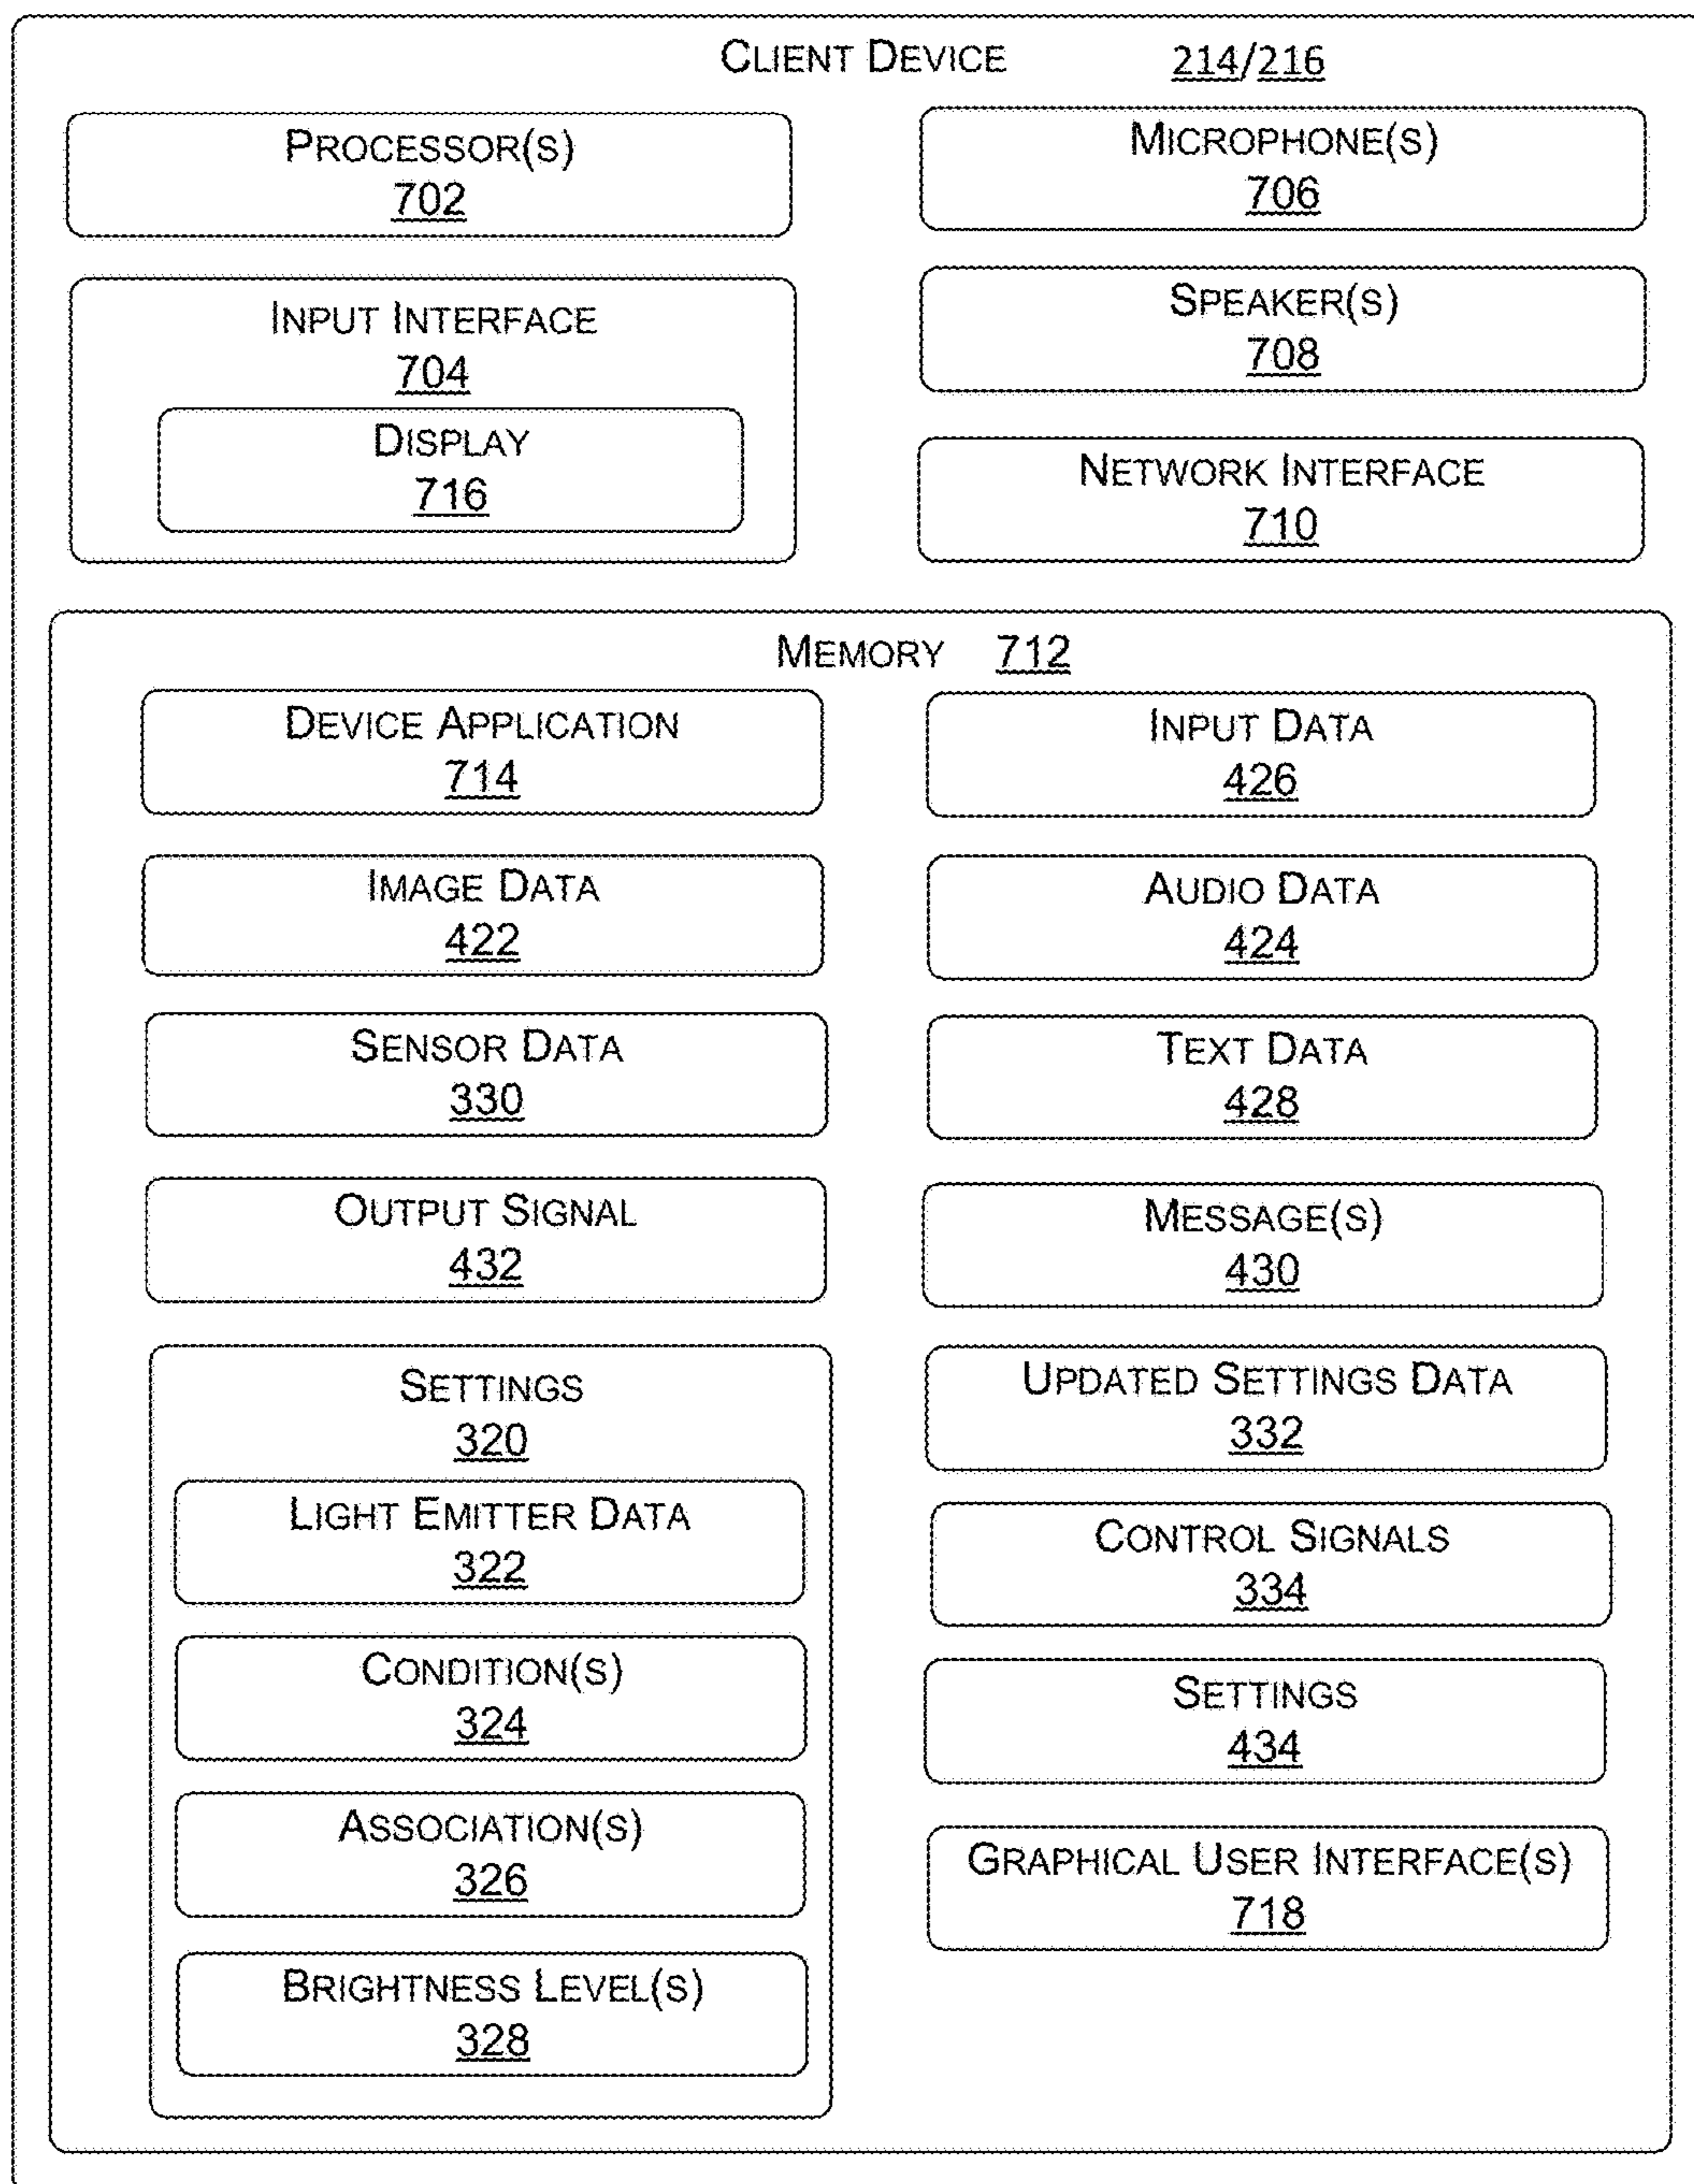 CLIENT DEVICE 214/216
PROCESSOR(S)
702
MICROPHONE(S)
706
INPUT INTERFACE
704
DISPLAY
716
SPEAKER(S)
708
NETWORK INTERFACE
710
MEMORY 712
DEVICE APPLICATION
714
INPUT DATA
426
IMAGE DATA
422
AUDIO DATA
424
SENSOR DATA
330
TEXT DATA
428
OUTPUT SIGNAL
432
MESSAGE(S)
430
SETTINGS
320
LIGHT EMITTER DATA
322
CONDITION(S)
324
ASSOCIATION(S)
326
BRIGHTNESS LEVEL(S)
328
UPDATED SETTINGS DATA
332
CONTROL SIGNALS
334
SETTINGS
434
GRAPHICAL USER INTERFACE(S)
718